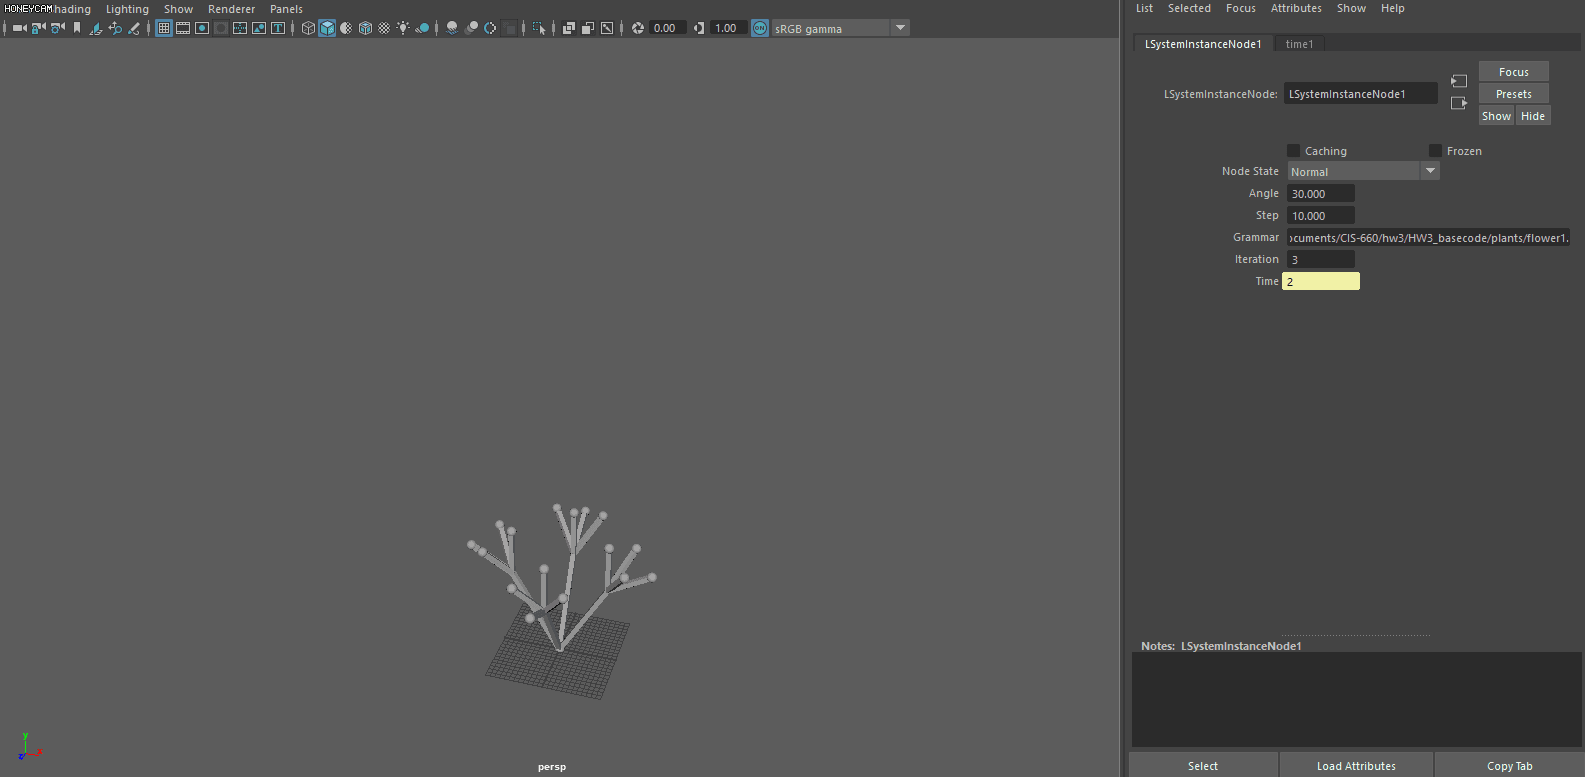 HONEYCAM hading Lighting Show Renderer Panels
0.00 1.00 ON sRGB gamma
List Selected Focus Attributes Show Help
LSystemInstanceNode1 time1
LSystemInstanceNode: LSystemInstanceNode1
Focus
Presets
Show Hide
Caching Frozen
Node State Normal
Angle 30.000
Step 10.000
Grammar ocuments/CIS-660/hw3/HW3_basecode/plants/flower1.
Iteration 3
Time 2
Notes: LSystemInstanceNode1
y
x
z
persp
Select Load Attributes Copy Tab